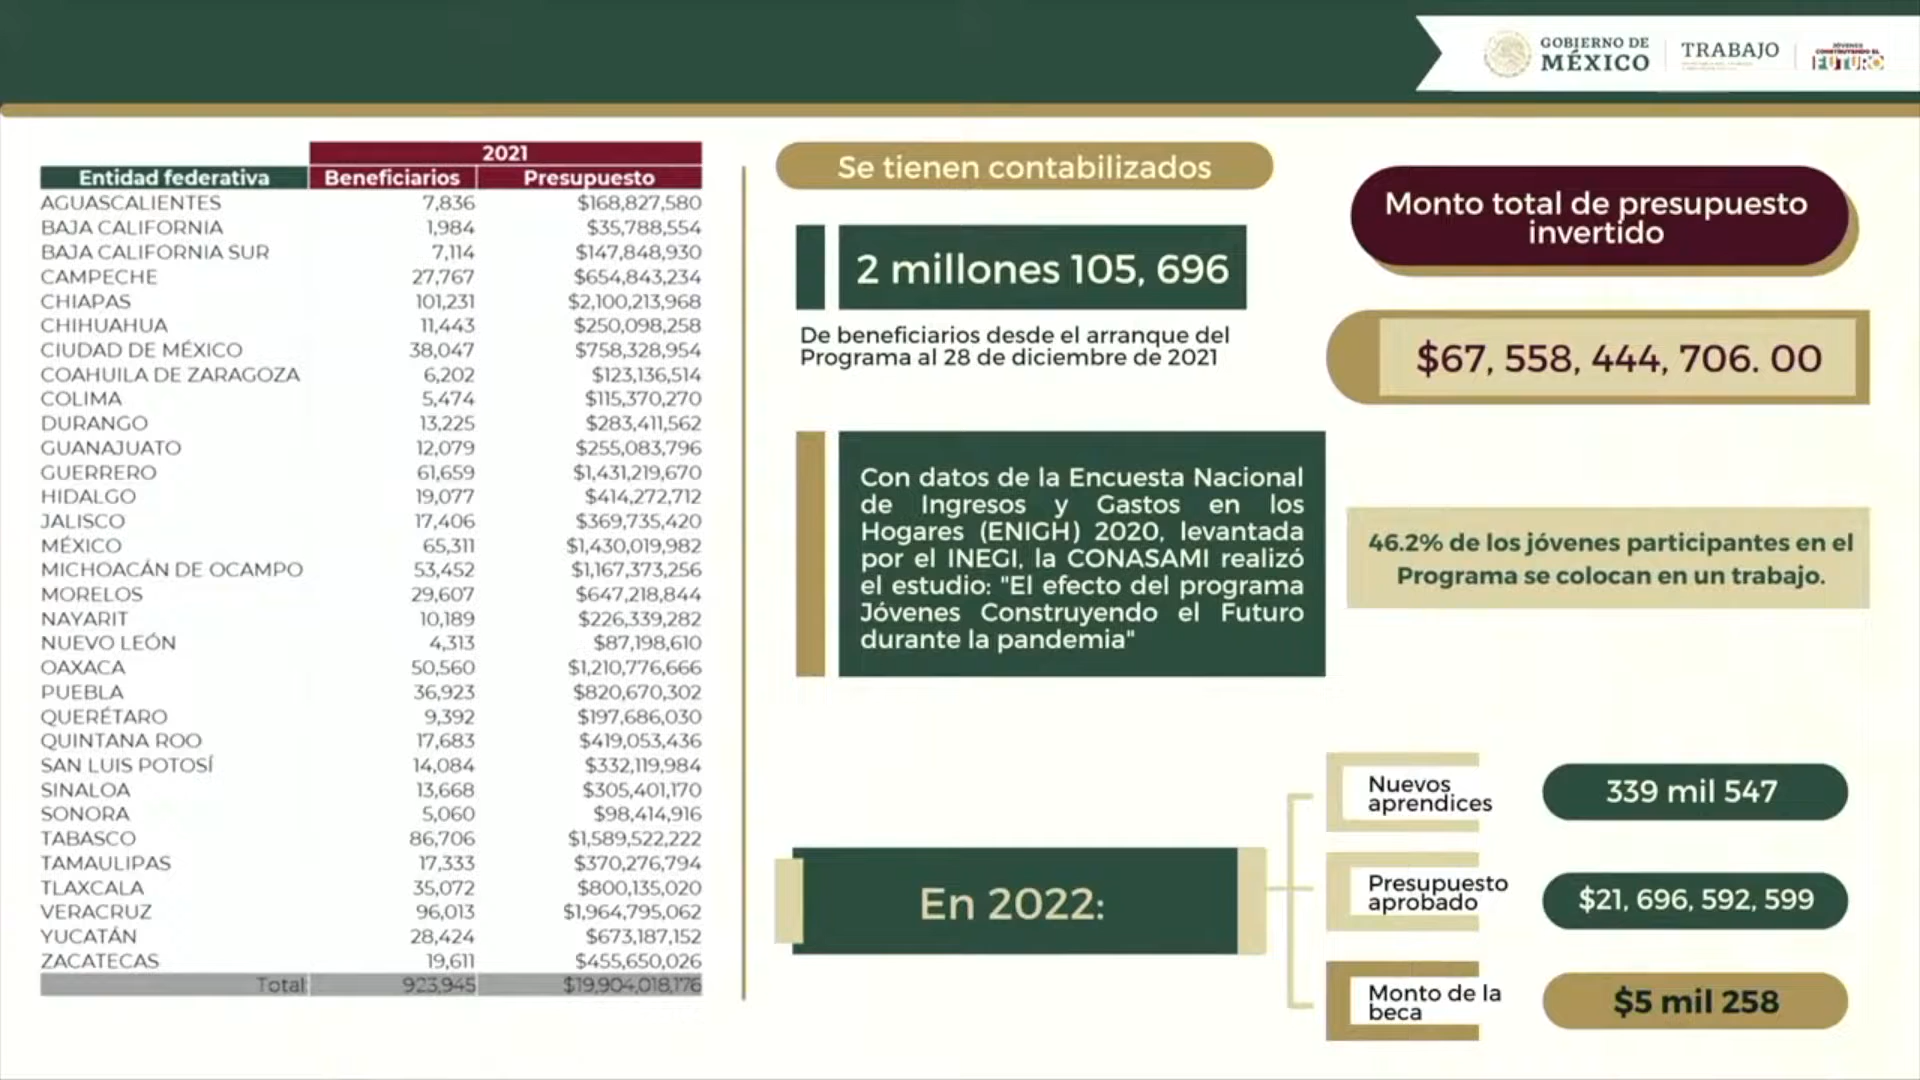 GOBIERNO DE
MÉXICO
TRABAJO
JÓVENES
CONSTRUYENDO EL
FUTURO
2021
Entidad federativa Beneficiarios Presupuesto
AGUASCALIENTES 7,836 $168,827,580
BAJA CALIFORNIA 1,984 $35,788,554
BAJA CALIFORNIA SUR 7,114 $147,848,930
CAMPECHE 27,767 $654,843,234
CHIAPAS 101,231 $2,100,213,968
CHIHUAHUA 11,443 $250,098,258
CIUDAD DE MÉXICO 38,047 $758,328,954
COAHUILA DE ZARAGOZA 6,202 $123,136,514
COLIMA 5,474 $115,370,270
DURANGO 13,225 $283,411,562
GUANAJUATO 12,079 $255,083,796
GUERRERO 61,659 $1,431,219,670
HIDALGO 19,077 $414,272,712
JALISCO 17,406 $369,735,420
MÉXICO 65,311 $1,430,019,982
MICHOACÁN DE OCAMPO 53,452 $1,167,373,256
MORELOS 29,607 $647,218,844
NAYARIT 10,189 $226,339,282
NUEVO LEÓN 4,313 $87,198,610
OAXACA 50,560 $1,210,776,666
PUEBLA 36,923 $820,670,302
QUERÉTARO 9,392 $197,686,030
QUINTANA ROO 17,683 $419,053,436
SAN LUIS POTOSÍ 14,084 $332,119,984
SINALOA 13,668 $305,401,170
SONORA 5,060 $98,414,916
TABASCO 86,706 $1,589,522,222
TAMAULIPAS 17,333 $370,276,794
TLAXCALA 35,072 $800,135,020
VERACRUZ 96,013 $1,964,795,062
YUCATÁN 28,424 $673,187,152
ZACATECAS 19,611 $455,650,026
Total: 923,945 $19,904,018,176
Se tienen contabilizados
2 millones 105, 696
De beneficiarios desde el arranque del
Programa al 28 de diciembre de 2021
Con datos de la Encuesta Nacional
de Ingresos y Gastos en los
Hogares (ENIGH) 2020, levantada
por el INEGI, la CONASAMI realizó
el estudio: "El efecto del programa
Jóvenes Construyendo el Futuro
durante la pandemia"
Monto total de presupuesto
invertido
$67, 558, 444, 706. 00
46.2% de los jóvenes participantes en el
Programa se colocan en un trabajo.
En 2022:
Nuevos
aprendices
339 mil 547
Presupuesto
aprobado
$21, 696, 592, 599
Monto de la
beca
$5 mil 258